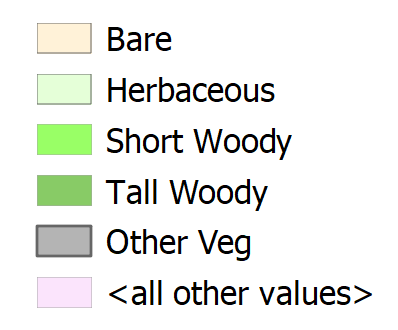 Bare
Herbaceous
Short Woody
Tall Woody
Other Veg
<all other values>